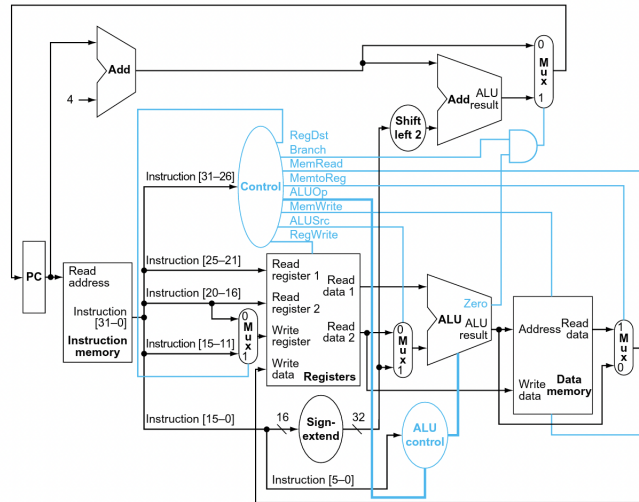 Add
4
Add
ALU
result
0
Mux
1
Shift
left 2
RegDst
Branch
MemRead
MemtoReg
ALUOp
MemWrite
ALUSrc
RegWrite
Control
Instruction [31–26]
Instruction [25–21]
Instruction [20–16]
Instruction [15–11]
Instruction [15–0]
Instruction [5–0]
PC
Read
address
Instruction
[31–0]
Instruction
memory
0
Mux
1
Read
register 1
Read
register 2
Write
register
Write
data
Read
data 1
Read
data 2
Registers
0
Mux
1
16
Sign-
extend
32
Zero
ALU
ALU
result
ALU
control
Address
Read
data
Write
data
Data
memory
1
Mux
0